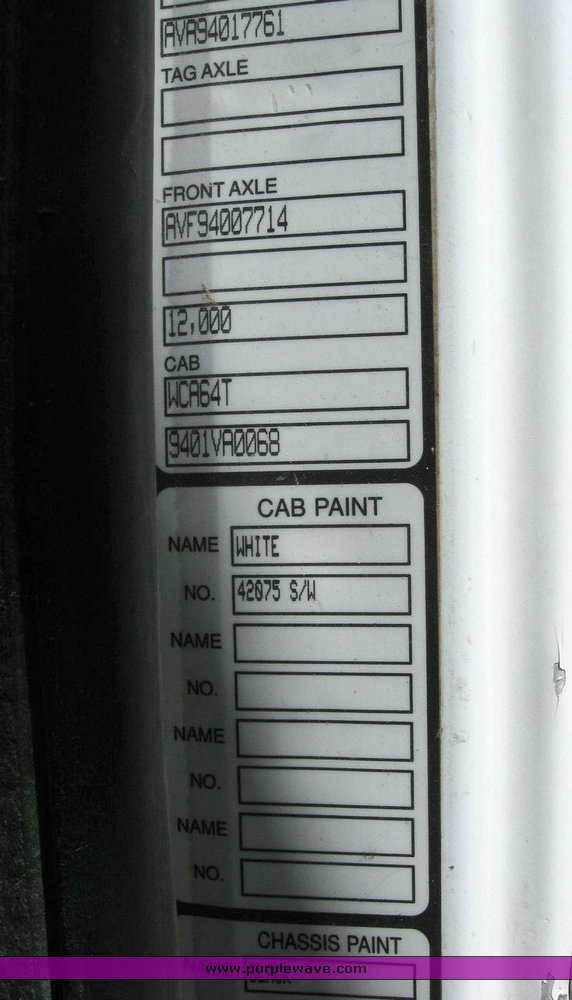 AVA94017761
TAG AXLE
FRONT AXLE
AVF94007714
12,000
CAB
WCA64T
9401VA0068
CAB PAINT
NAME WHITE
NO. 42075 S/W
NAME
NO.
NAME
NO.
NAME
NO.
CHASSIS PAINT
www.purplewave.com